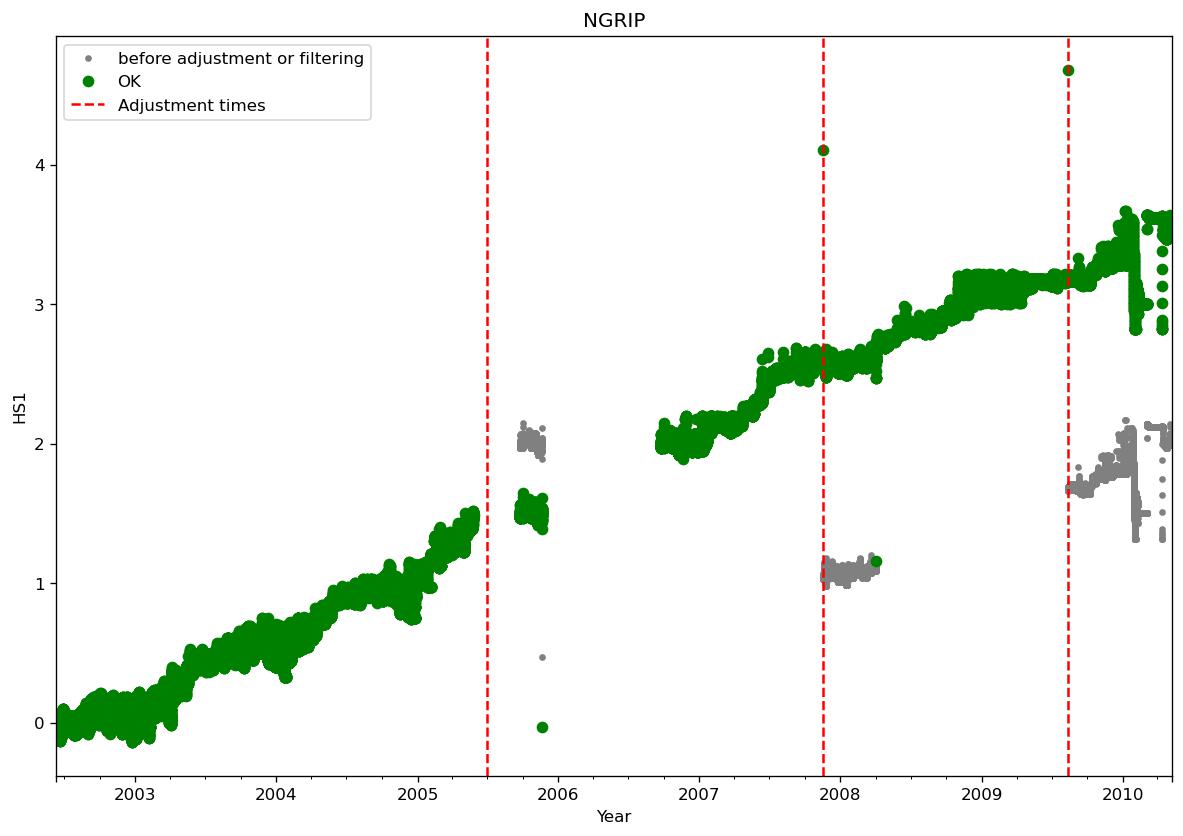 NGRIP
before adjustment or filtering
OK
Adjustment times
HS1
4
3
2
1
0
2003 2004 2005 2006 2007 2008 2009 2010
Year